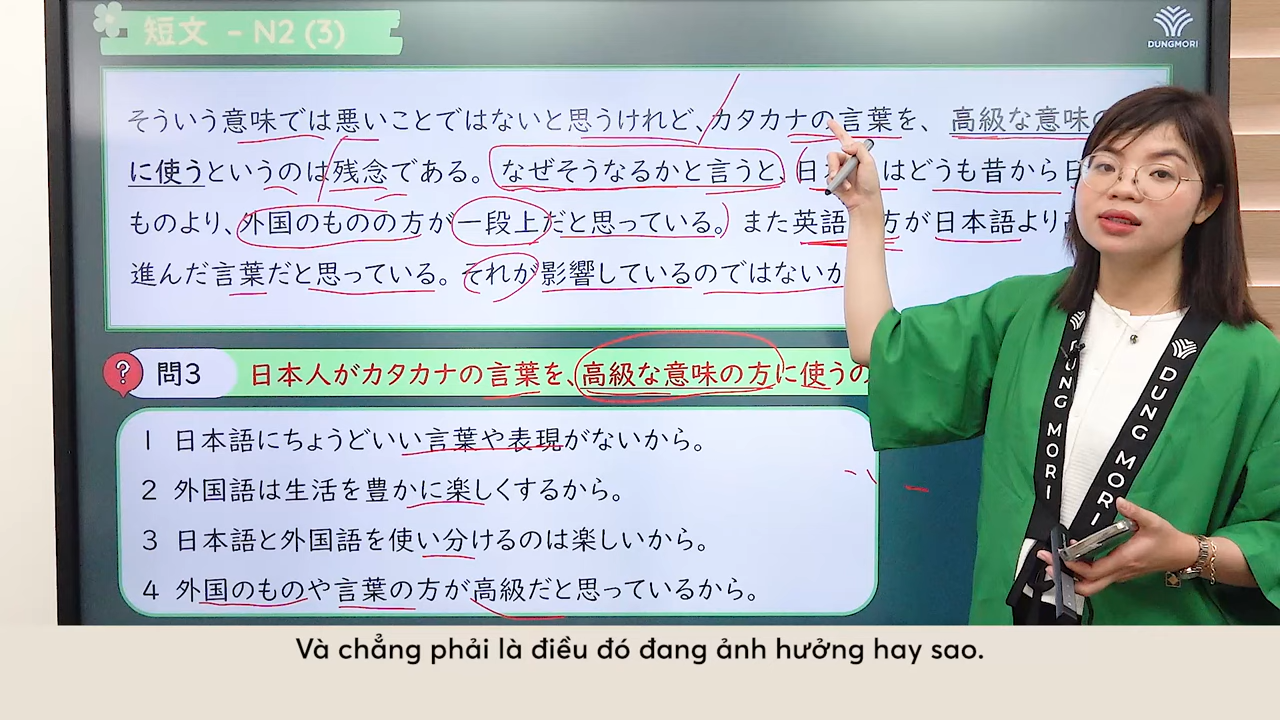 短文 - N2 (3)
DUNGMORI
そういう意味では悪いことではないと思うけれど、カタカナの言葉を、高級な意味の
に使うというのは残念である。なぜそうなるかと言うと、日 はどうも昔から
ものより、外国のものの方が一段上だと思っている。また英語 方が日本語より
進んだ言葉だと思っている。それが影響しているのではないか
? 問3 日本人がカタカナの言葉を、高級な意味の方に使うの
1 日本語にちょうどいい言葉や表現がないから。
2 外国語は生活を豊かに楽しくするから。
3 日本語と外国語を使い分けるのは楽しいから。
4 外国のものや言葉の方が高級だと思っているから。
DUNG MORI
DUNG MORI
Và chẳng phải là điều đó đang ảnh hưởng hay sao.